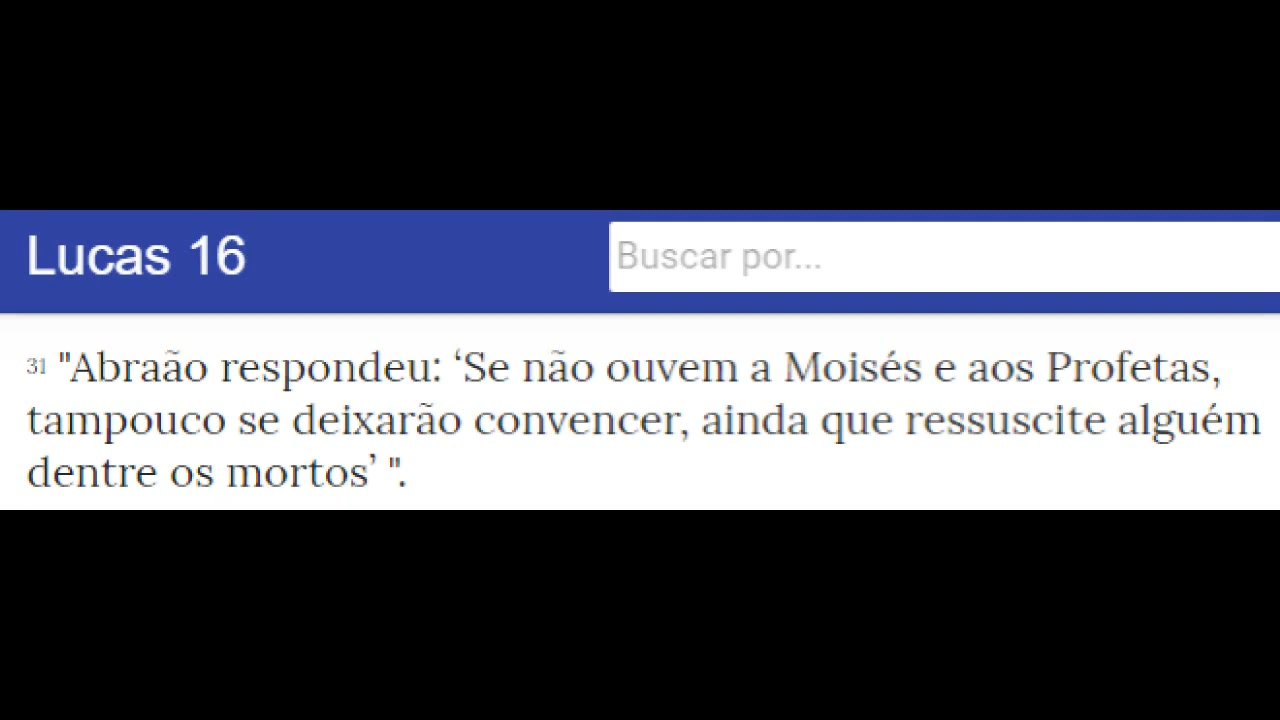 Lucas 16
Buscar por...
31 "Abraão respondeu: ‘Se não ouvem a Moisés e aos Profetas,
tampouco se deixarão convencer, ainda que ressuscite alguém
dentre os mortos’ ".